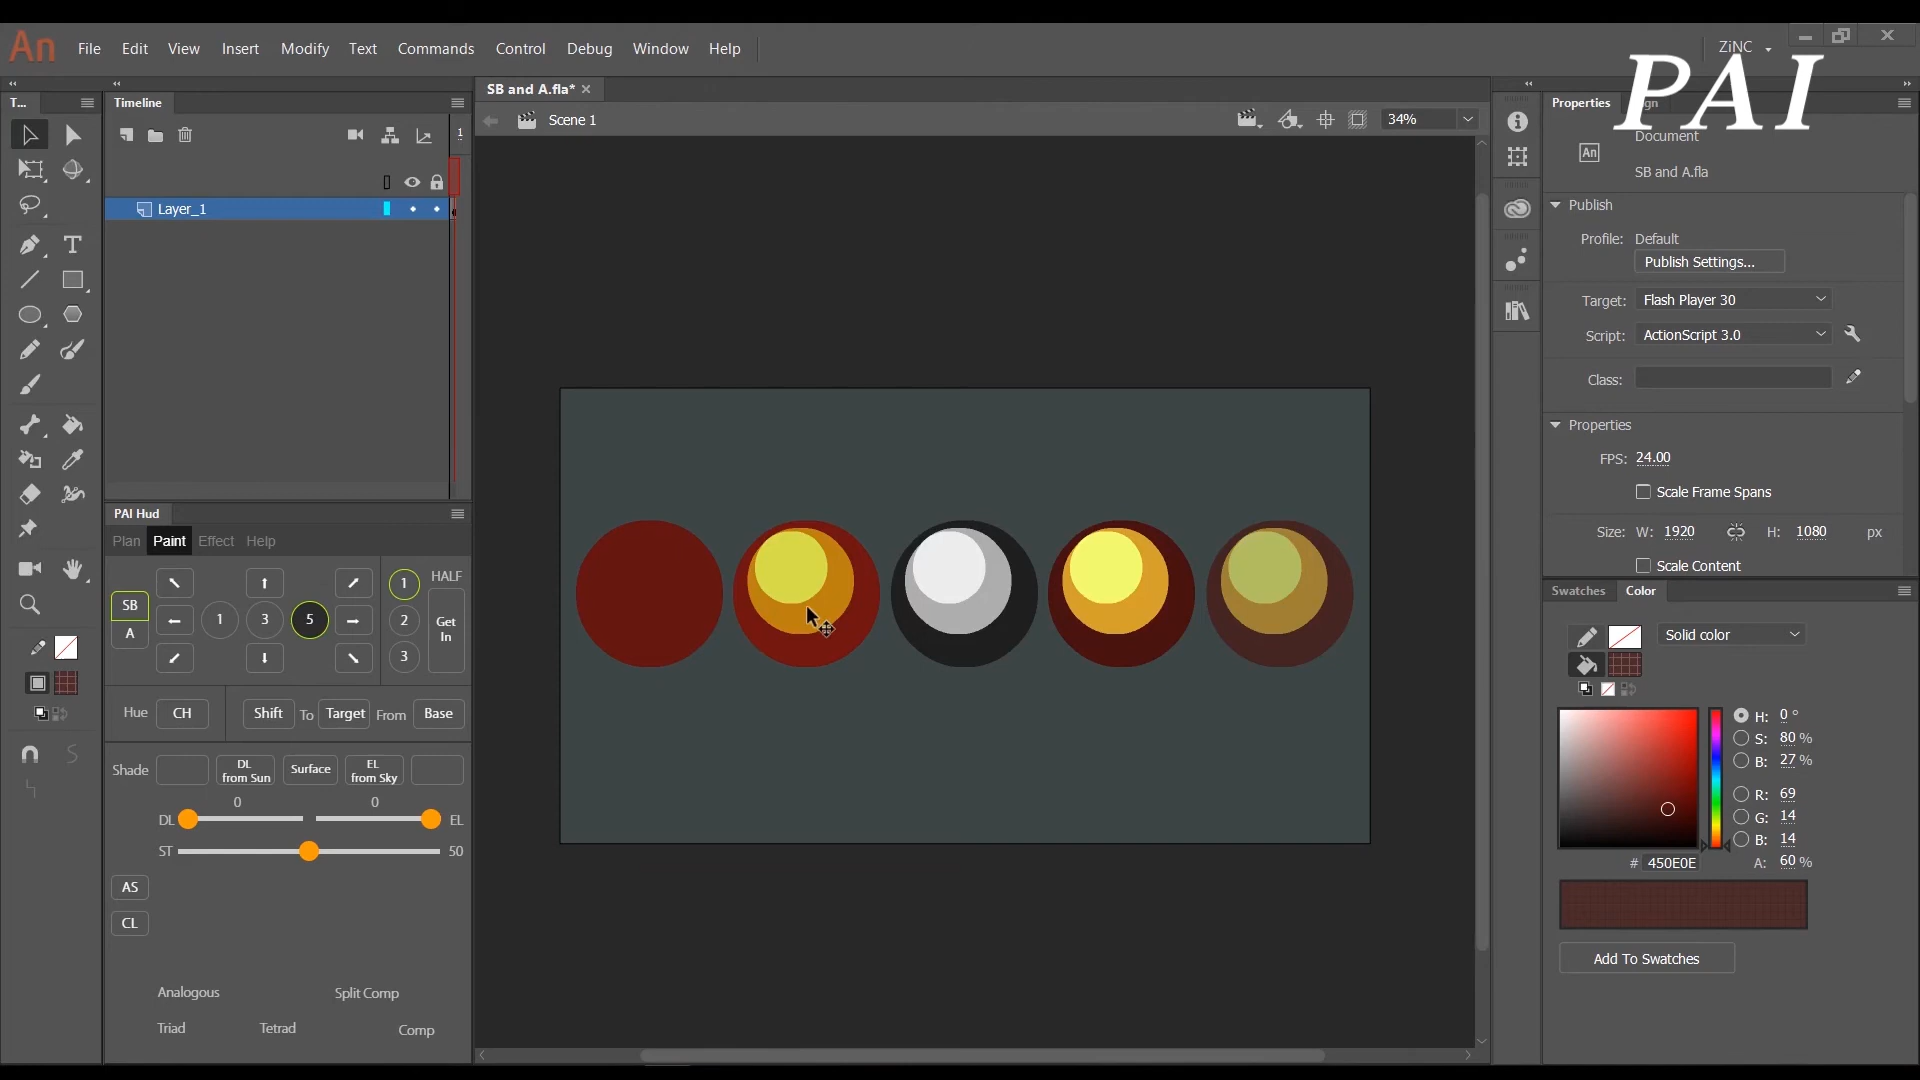 An File Edit View Insert Modify Text Commands Control Debug Window Help ZiNC
PAI
T... Timeline SB and A.fla* × Properties
Scene 1 34%
1
Document
SB and A.fla
Layer_1
Publish
Profile: Default
Publish Settings...
Target: Flash Player 30
Script: ActionScript 3.0
Class:
Properties
FPS: 24.00
Scale Frame Spans
Size: W: 1920 H: 1080 px
Scale Content
PAI Hud
Plan Paint Effect Help
SB
A
1 3 5
1
2
3
HALF
Get
In
Hue CH Shift To Target From Base
Shade DL
from Sun
Surface
EL
from Sky
0 0
DL EL
ST 50
AS
CL
Analogous Split Comp
Triad Tetrad Comp
Swatches Color
Solid color
H: 0 °
S: 80 %
B: 27 %
R: 69
G: 14
B: 14
# 450E0E A: 60 %
Add To Swatches